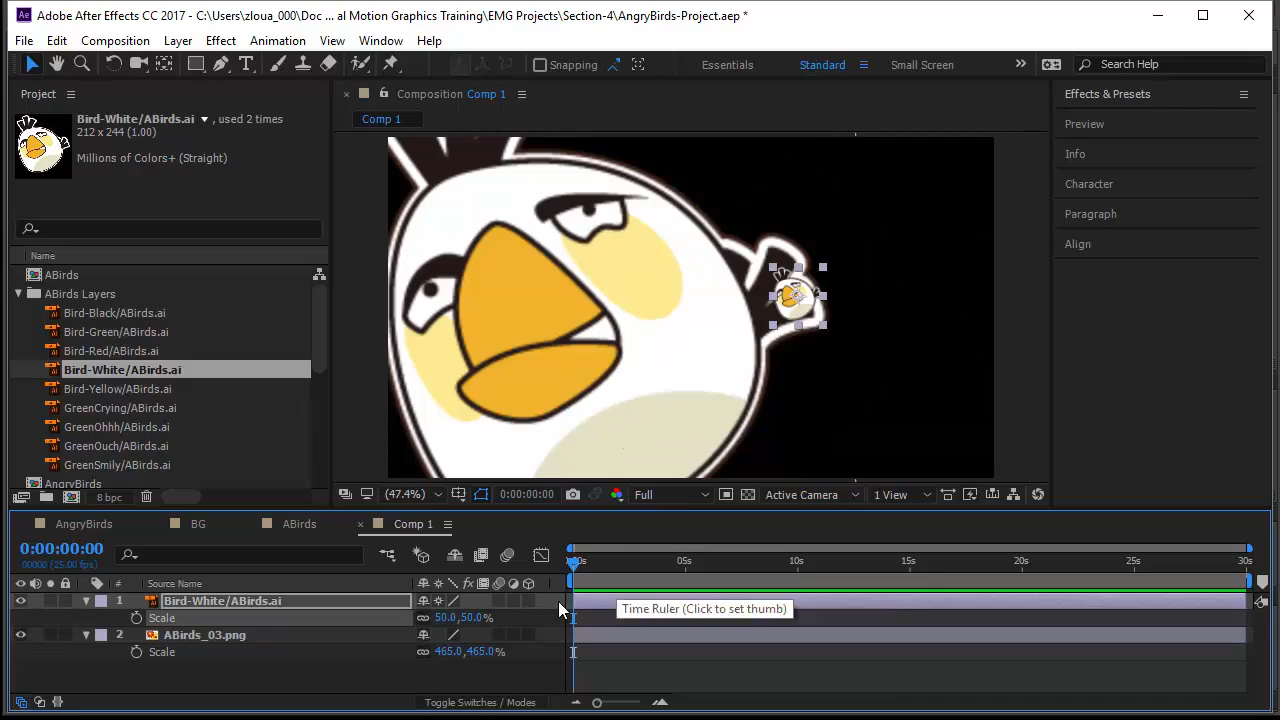 Adobe After Effects CC 2017 - C:\Users\zloua_000\Doc ... al Motion Graphics Training\EMG Projects\Section-4\AngryBirds-Project.aep *
File Edit Composition Layer Effect Animation View Window Help
Snapping Essentials Standard Small Screen Search Help
Project
Composition Comp 1
Effects & Presets
Comp 1
Bird-White/ABirds.ai , used 2 times
212 x 244 (1.00)
Millions of Colors+ (Straight)
Preview
Info
Character
Paragraph
Align
Name
ABirds
ABirds Layers
Bird-Black/ABirds.ai
Bird-Green/ABirds.ai
Bird-Red/ABirds.ai
Bird-White/ABirds.ai
Bird-Yellow/ABirds.ai
GreenCrying/ABirds.ai
GreenOhhh/ABirds.ai
GreenOuch/ABirds.ai
GreenSmily/ABirds.ai
AngryBirds
8 bpc
(47.4%) 0:00:00:00 Full Active Camera 1 View
AngryBirds BG ABirds Comp 1
0:00:00:00
00000 (25.00 fps)
05s 10s 15s 20s 25s 30s
# Source Name
1 Bird-White/ABirds.ai
Time Ruler (Click to set thumb)
Scale 50.0,50.0%
2 ABirds_03.png
Scale 465.0,465.0%
Toggle Switches / Modes